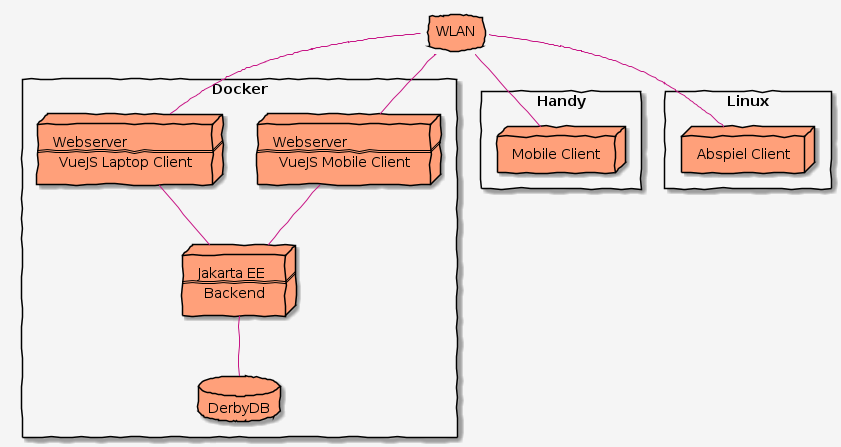 WLAN
Docker
Handy
Linux
Webserver
VueJS Laptop Client
Webserver
VueJS Mobile Client
Mobile Client
Abspiel Client
Jakarta EE
Backend
DerbyDB